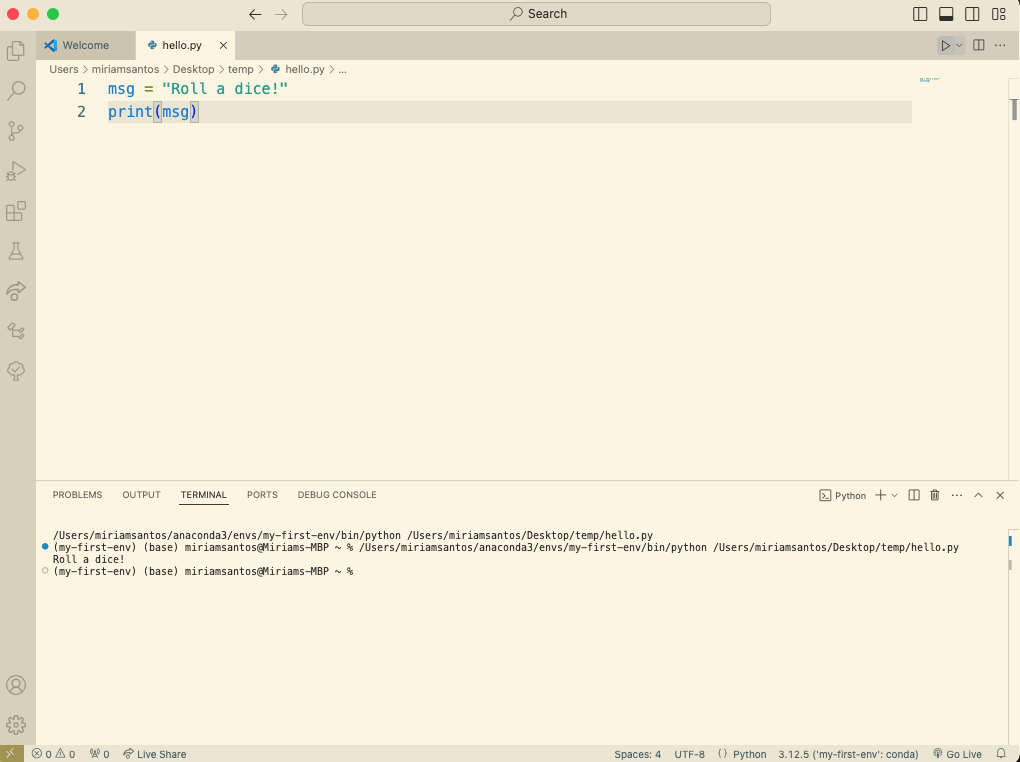 Search
Welcome
hello.py
Users > miriamsantos > Desktop > temp > hello.py > ...
1 msg = "Roll a dice!"
2 print(msg)
PROBLEMS OUTPUT TERMINAL PORTS DEBUG CONSOLE
Python
/Users/miriamsantos/anaconda3/envs/my-first-env/bin/python /Users/miriamsantos/Desktop/temp/hello.py
(my-first-env) (base) miriamsantos@Miriams-MBP ~ % /Users/miriamsantos/anaconda3/envs/my-first-env/bin/python /Users/miriamsantos/Desktop/temp/hello.py
Roll a dice!
(my-first-env) (base) miriamsantos@Miriams-MBP ~ %
0 0 0 Live Share Spaces: 4 UTF-8 Python 3.12.5 ('my-first-env': conda) Go Live